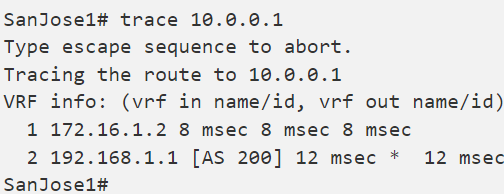 SanJose1# trace 10.0.0.1
Type escape sequence to abort.
Tracing the route to 10.0.0.1
VRF info: (vrf in name/id, vrf out name/id)
  1 172.16.1.2 8 msec 8 msec 8 msec
  2 192.168.1.1 [AS 200] 12 msec *  12 msec
SanJose1#